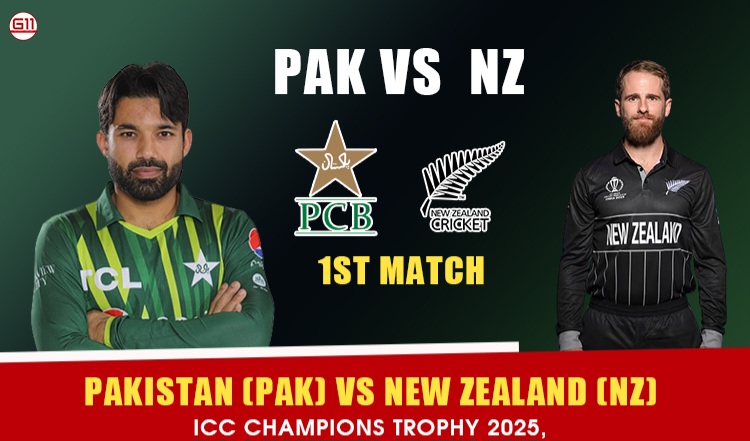 G11
PAK VS NZ
PCB
NEW ZEALAND
CRICKET
1ST MATCH
TCL
NEW ZEALAND
PAKISTAN (PAK) VS NEW ZEALAND (NZ)
ICC CHAMPIONS TROPHY 2025,